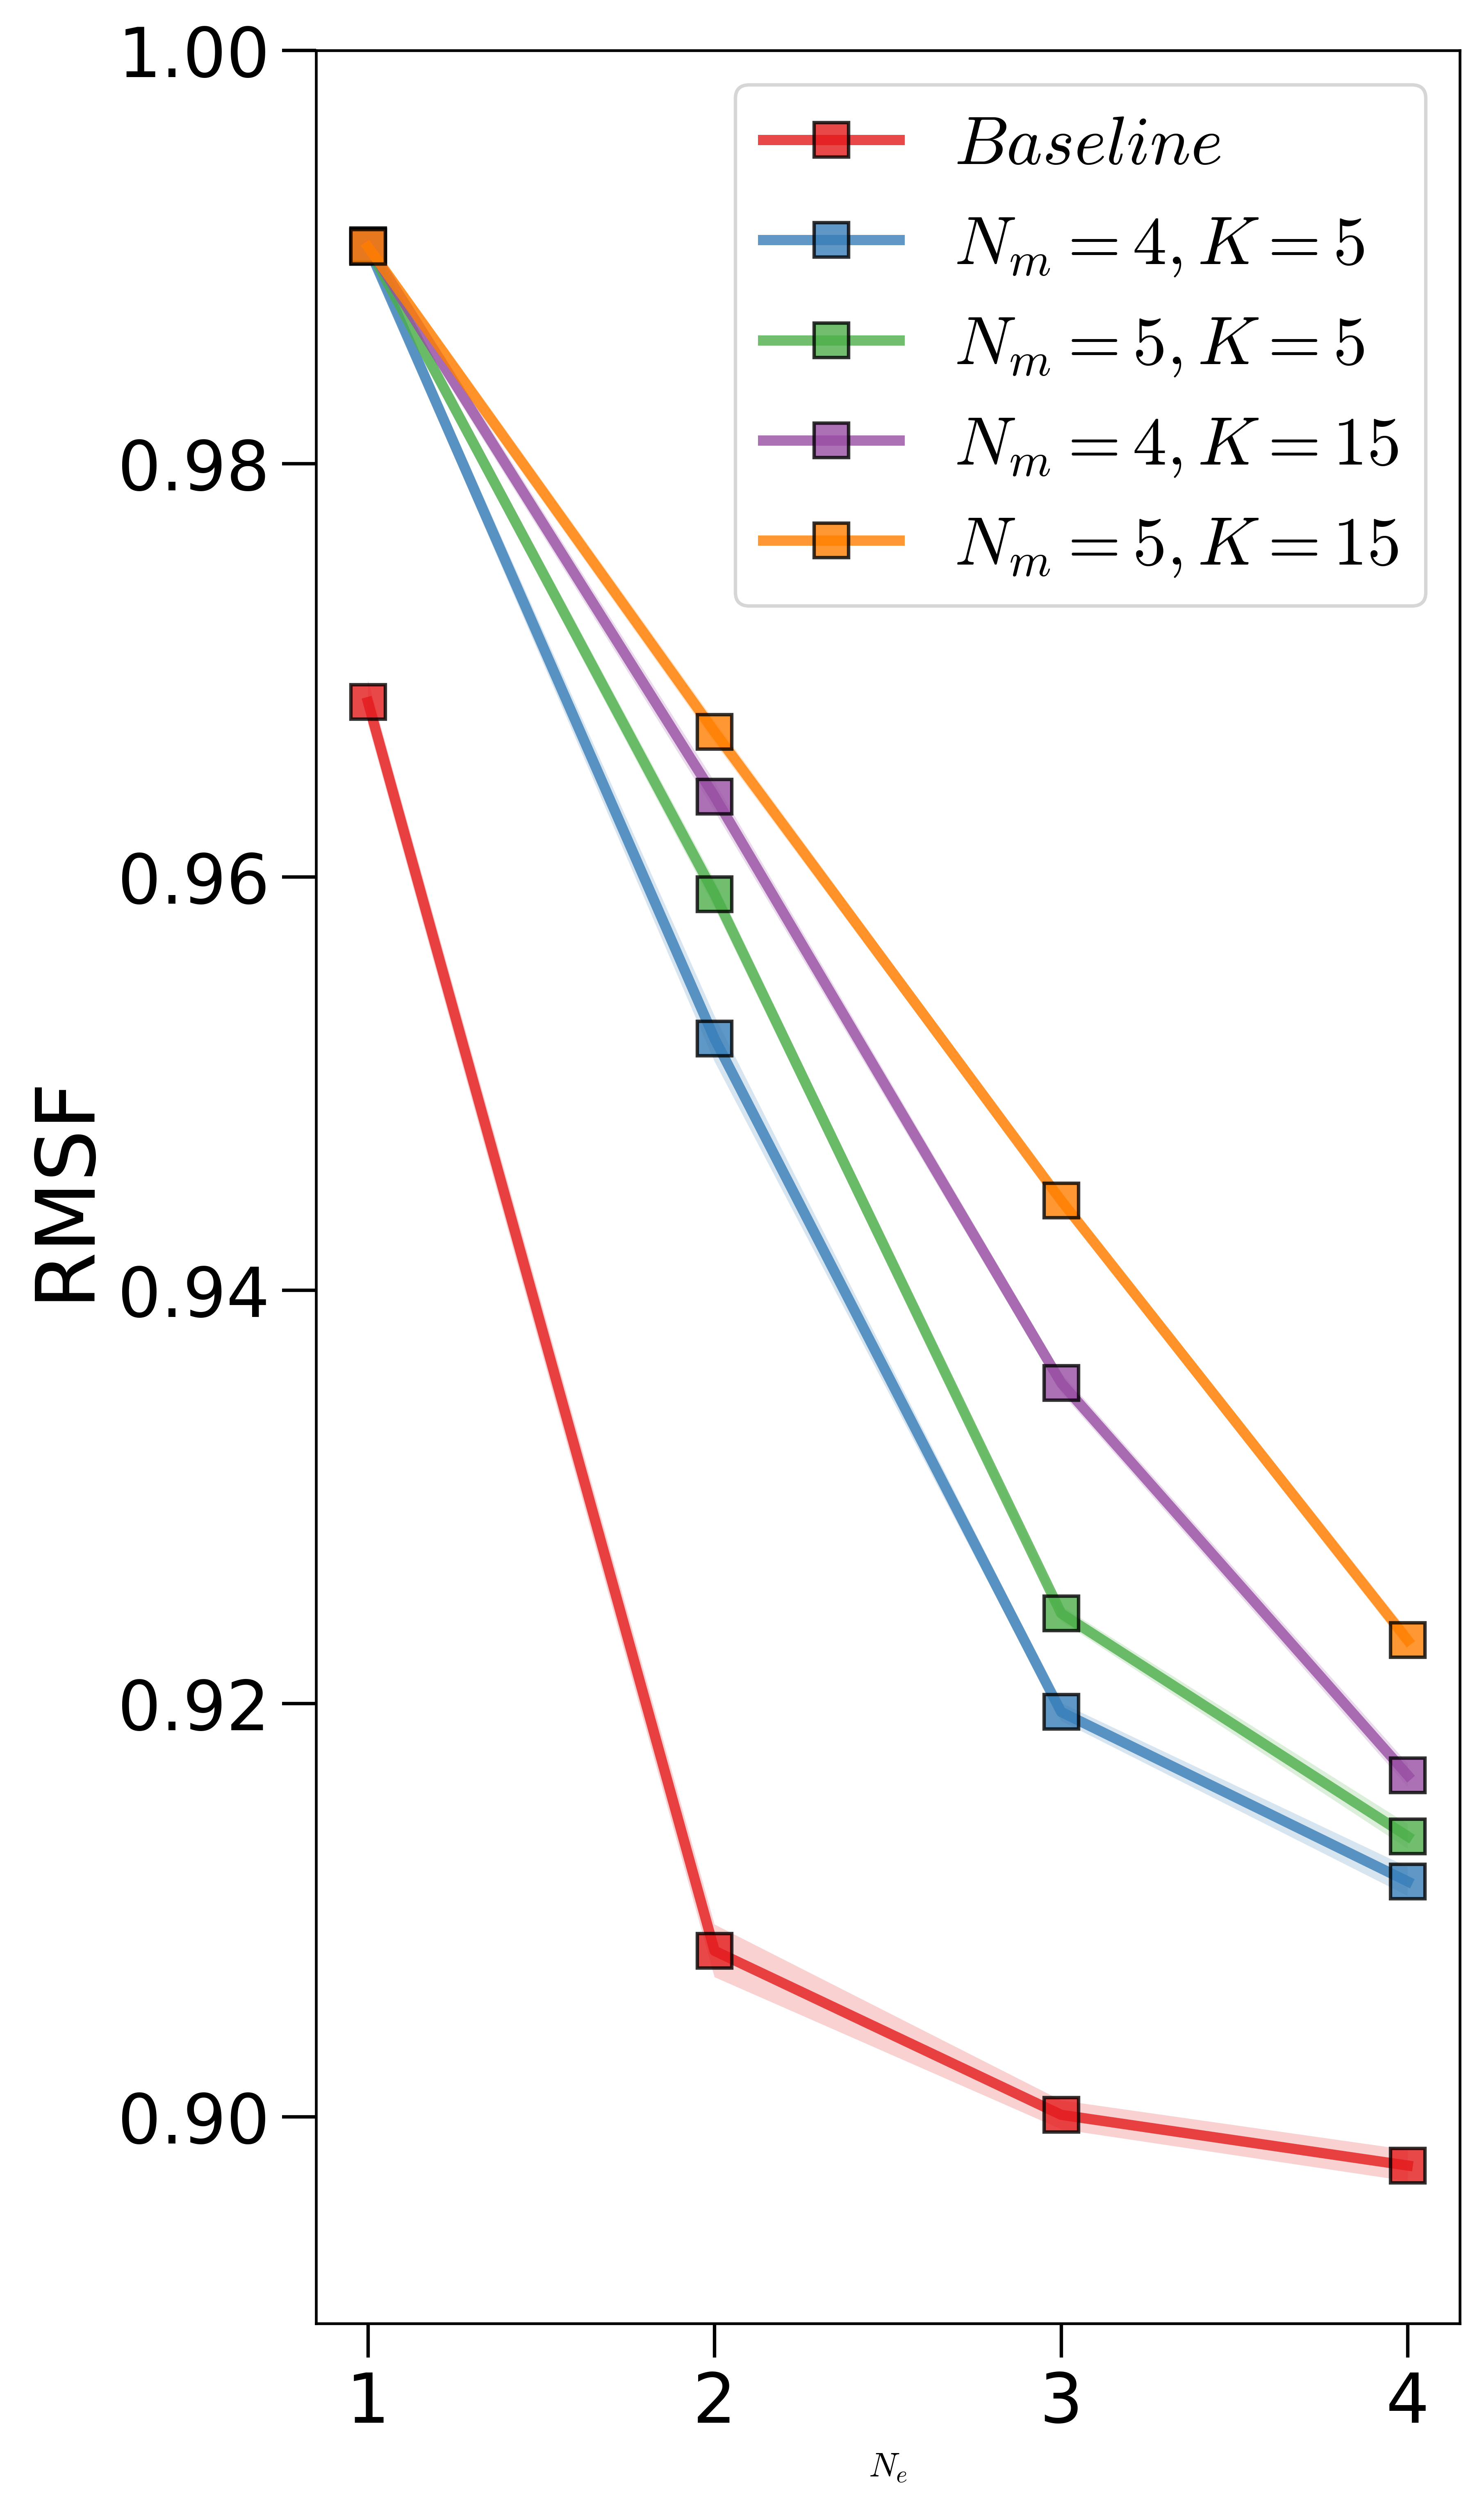 1.00
0.98
0.96
0.94
0.92
0.90
RMSF
Baseline
N_m = 4, K = 5
N_m = 5, K = 5
N_m = 4, K = 15
N_m = 5, K = 15
1 2 3 4
N_e